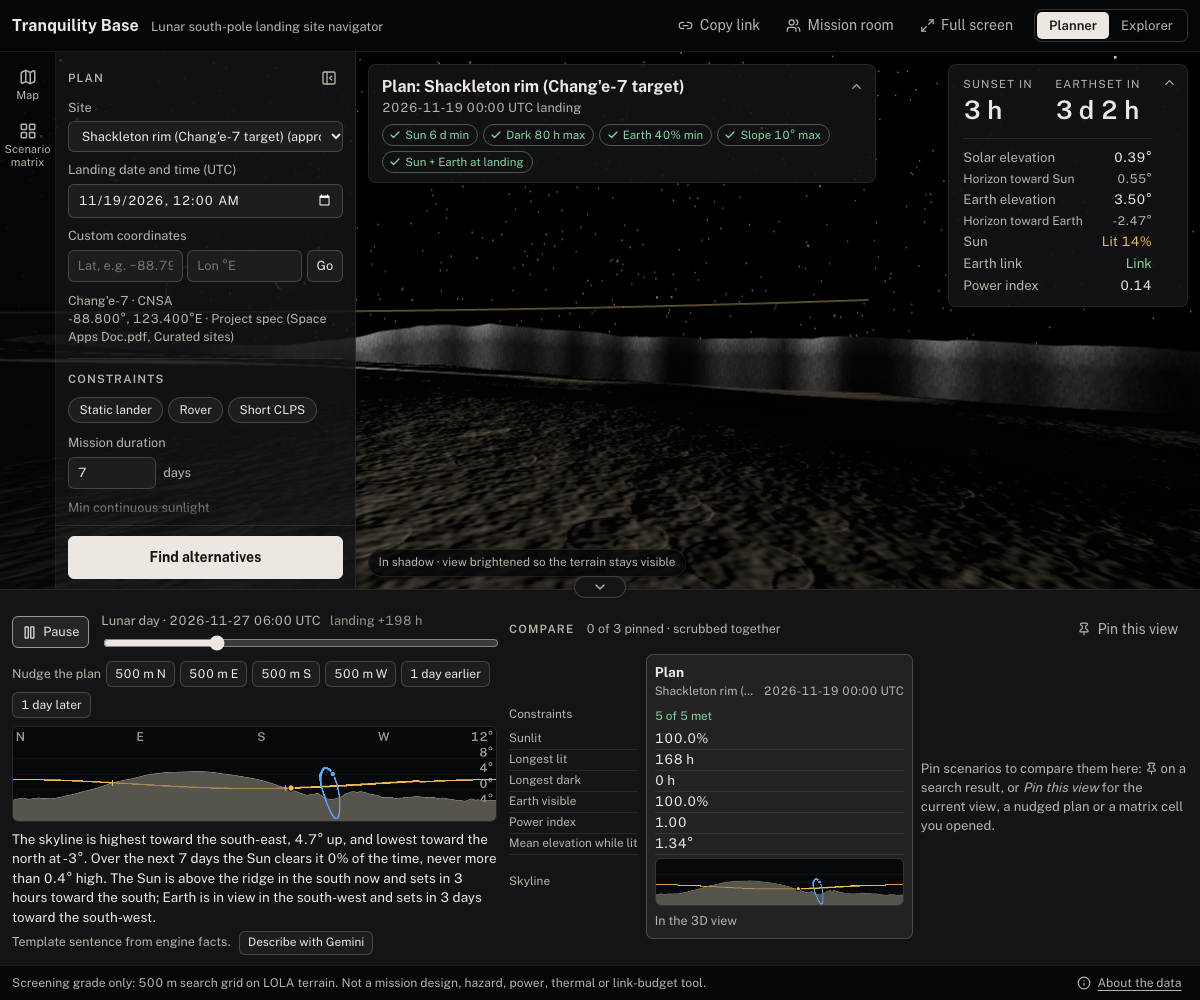 Tranquility Base Lunar south-pole landing site navigator
Copy link
Mission room
Full screen
Planner
Explorer
Map
Scenario
matrix
PLAN
Site
Shackleton rim (Chang'e-7 target) (appro
Landing date and time (UTC)
11/19/2026, 12:00 AM
Custom coordinates
Lat, e.g. −88.79
Lon °E
Go
Chang'e-7 · CNSA
-88.800°, 123.400°E · Project spec (Space
Apps Doc.pdf, Curated sites)
CONSTRAINTS
Static lander
Rover
Short CLPS
Mission duration
7 days
Min continuous sunlight
Find alternatives
Plan: Shackleton rim (Chang'e-7 target)
2026-11-19 00:00 UTC landing
Sun 6 d min
Dark 80 h max
Earth 40% min
Slope 10° max
Sun + Earth at landing
SUNSET IN
3 h
EARTHSET IN
3 d 2 h
Solar elevation 0.39°
Horizon toward Sun 0.55°
Earth elevation 3.50°
Horizon toward Earth -2.47°
Sun Lit 14%
Earth link Link
Power index 0.14
In shadow · view brightened so the terrain stays visible
Pause
Lunar day · 2026-11-27 06:00 UTC landing +198 h
Nudge the plan
500 m N
500 m E
500 m S
500 m W
1 day earlier
1 day later
N E S W 12°
8°
4°
0°
4°
The skyline is highest toward the south-east, 4.7° up, and lowest toward the
north at -3°. Over the next 7 days the Sun clears it 0% of the time, never more
than 0.4° high. The Sun is above the ridge in the south now and sets in 3
hours toward the south; Earth is in view in the south-west and sets in 3 days
toward the south-west.
Template sentence from engine facts.
Describe with Gemini
COMPARE 0 of 3 pinned · scrubbed together
Pin this view
Plan
Shackleton rim (... 2026-11-19 00:00 UTC
Constraints 5 of 5 met
Sunlit 100.0%
Longest lit 168 h
Longest dark 0 h
Earth visible 100.0%
Power index 1.00
Mean elevation while lit 1.34°
Skyline
In the 3D view
Pin scenarios to compare them here: on a
search result, or Pin this view for the
current view, a nudged plan or a matrix cell
you opened.
Screening grade only: 500 m search grid on LOLA terrain. Not a mission design, hazard, power, thermal or link-budget tool.
About the data